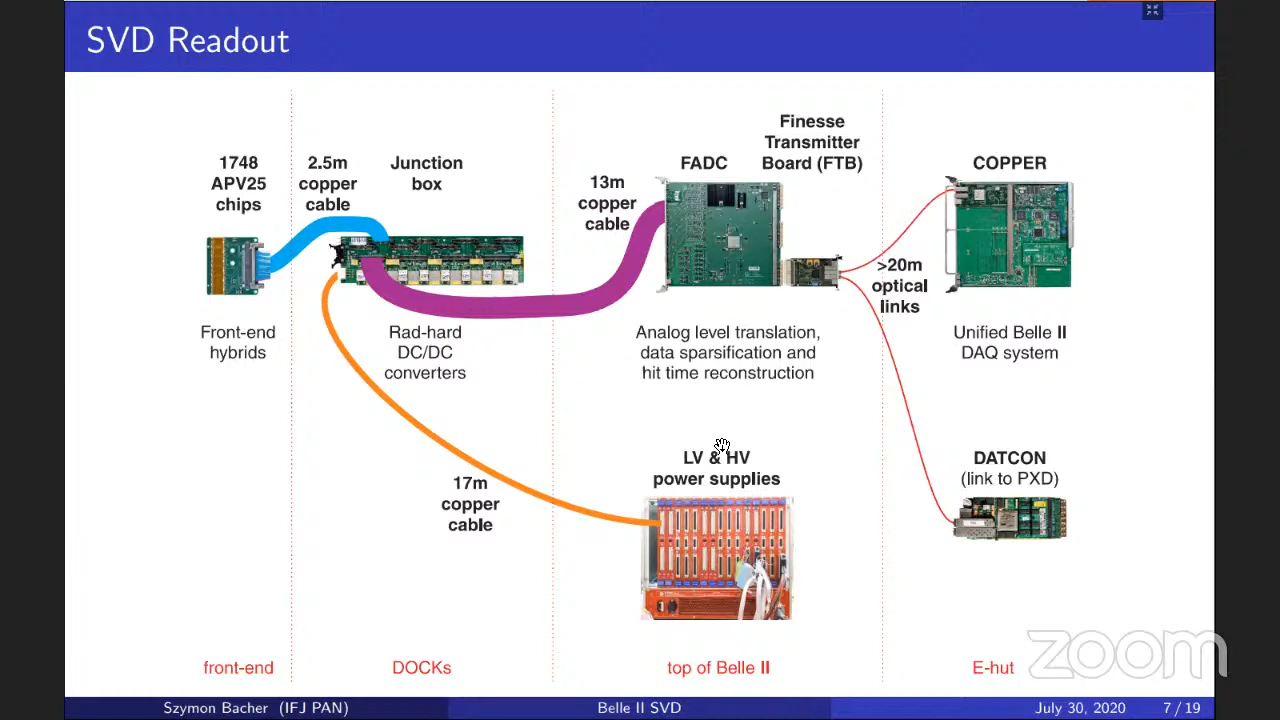 SVD Readout
1748
APV25
chips
2.5m
copper
cable
Junction
box
13m
copper
cable
FADC
Finesse
Transmitter
Board (FTB)
COPPER
>20m
optical
links
Front-end
hybrids
Rad-hard
DC/DC
converters
Analog level translation,
data sparsification and
hit time reconstruction
Unified Belle II
DAQ system
17m
copper
cable
LV & HV
power supplies
DATCON
(link to PXD)
front-end
DOCKs
top of Belle II
E-hut
zoom
Szymon Bacher (IFJ PAN)
Belle II SVD
July 30, 2020
7 / 19